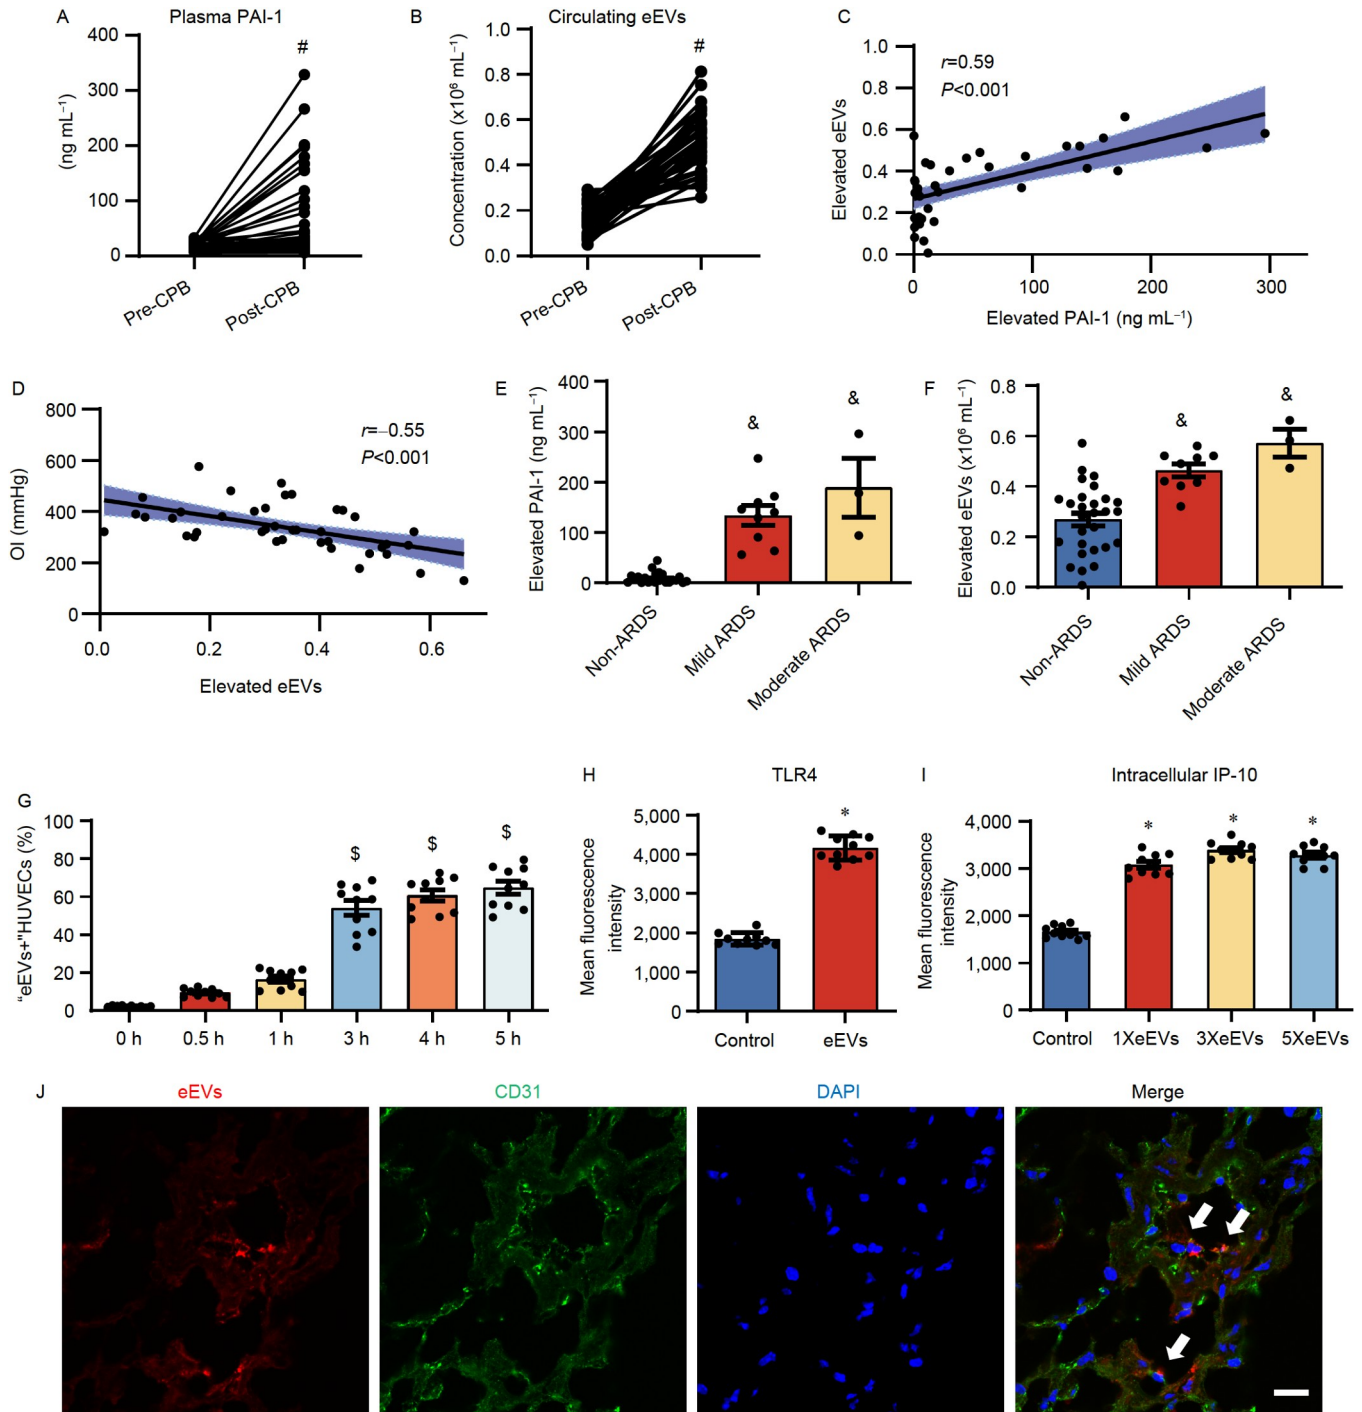 A Plasma PAI-1
400
300
200
100
0
(ng mL⁻¹)
#
Pre-CPB
Post-CPB
B Circulating eEVs
1.0
0.8
0.6
0.4
0.2
0.0
Concentration (x10⁶ mL⁻¹)
#
Pre-CPB
Post-CPB
C
1.0
0.8
0.6
0.4
0.2
0.0
Elevated eEVs
r=0.59
P<0.001
0 100 200 300
Elevated PAI-1 (ng mL⁻¹)
D
800
600
400
200
0
OI (mmHg)
r=−0.55
P<0.001
0.0 0.2 0.4 0.6
Elevated eEVs
E
400
300
200
100
0
Elevated PAI-1 (ng mL⁻¹)
&
&
Non-ARDS
Mild ARDS
Moderate ARDS
F
0.8
0.6
0.4
0.2
0.0
Elevated eEVs (x10⁶ mL⁻¹)
&
&
Non-ARDS
Mild ARDS
Moderate ARDS
G
100
80
60
40
20
0
“eEVs+"HUVECs (%)
$ $ $
0 h 0.5 h 1 h 3 h 4 h 5 h
H TLR4
5,000
4,000
3,000
2,000
1,000
0
Mean fluorescence
intensity
*
Control eEVs
I Intracellular IP-10
4,000
3,000
2,000
1,000
0
Mean fluorescence
intensity
* * *
Control 1XeEVs 3XeEVs 5XeEVs
J eEVs CD31 DAPI Merge